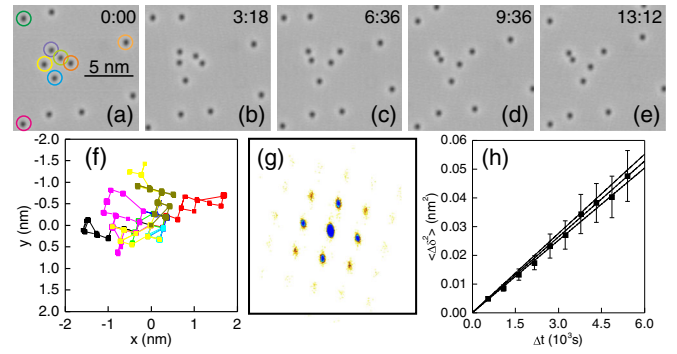 0:00 3:18 6:36 9:36 13:12
5 nm
(a) (b) (c) (d) (e)
(f) (g) (h)
-2.0
-1.5
-1.0
-0.5
0.0
0.5
1.0
1.5
2.0
y (nm)
-2 -1 0 1 2
x (nm)
0.06
0.05
0.04
0.03
0.02
0.01
0.00
<Δδ²> (nm²)
0.0 1.5 3.0 4.5 6.0
Δt (10³s)